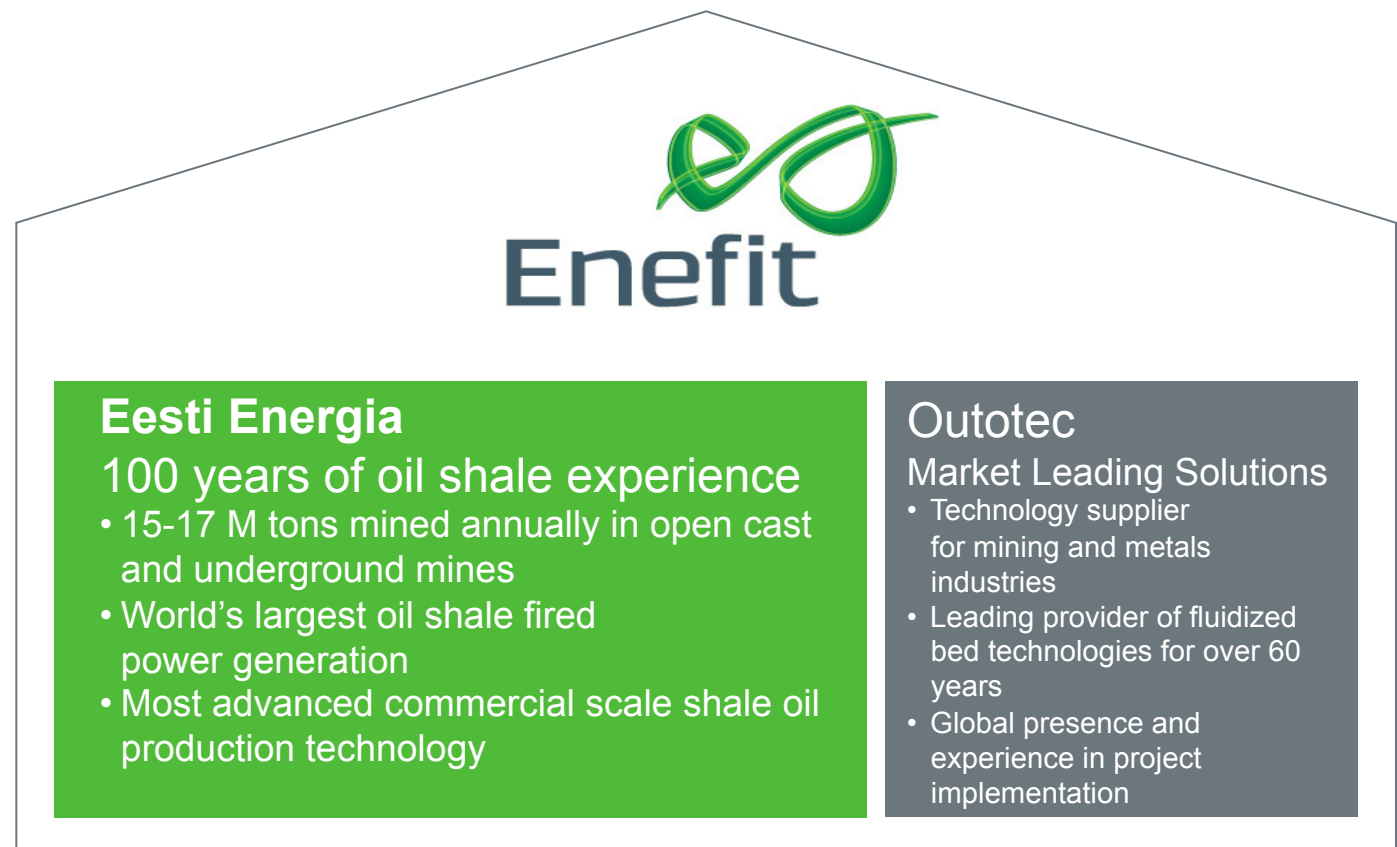 Enefit
Eesti Energia
100 years of oil shale experience
• 15-17 M tons mined annually in open cast
and underground mines
• World’s largest oil shale fired
power generation
• Most advanced commercial scale shale oil
production technology
Outotec
Market Leading Solutions
• Technology supplier
for mining and metals
industries
• Leading provider of fluidized
bed technologies for over 60
years
• Global presence and
experience in project
implementation